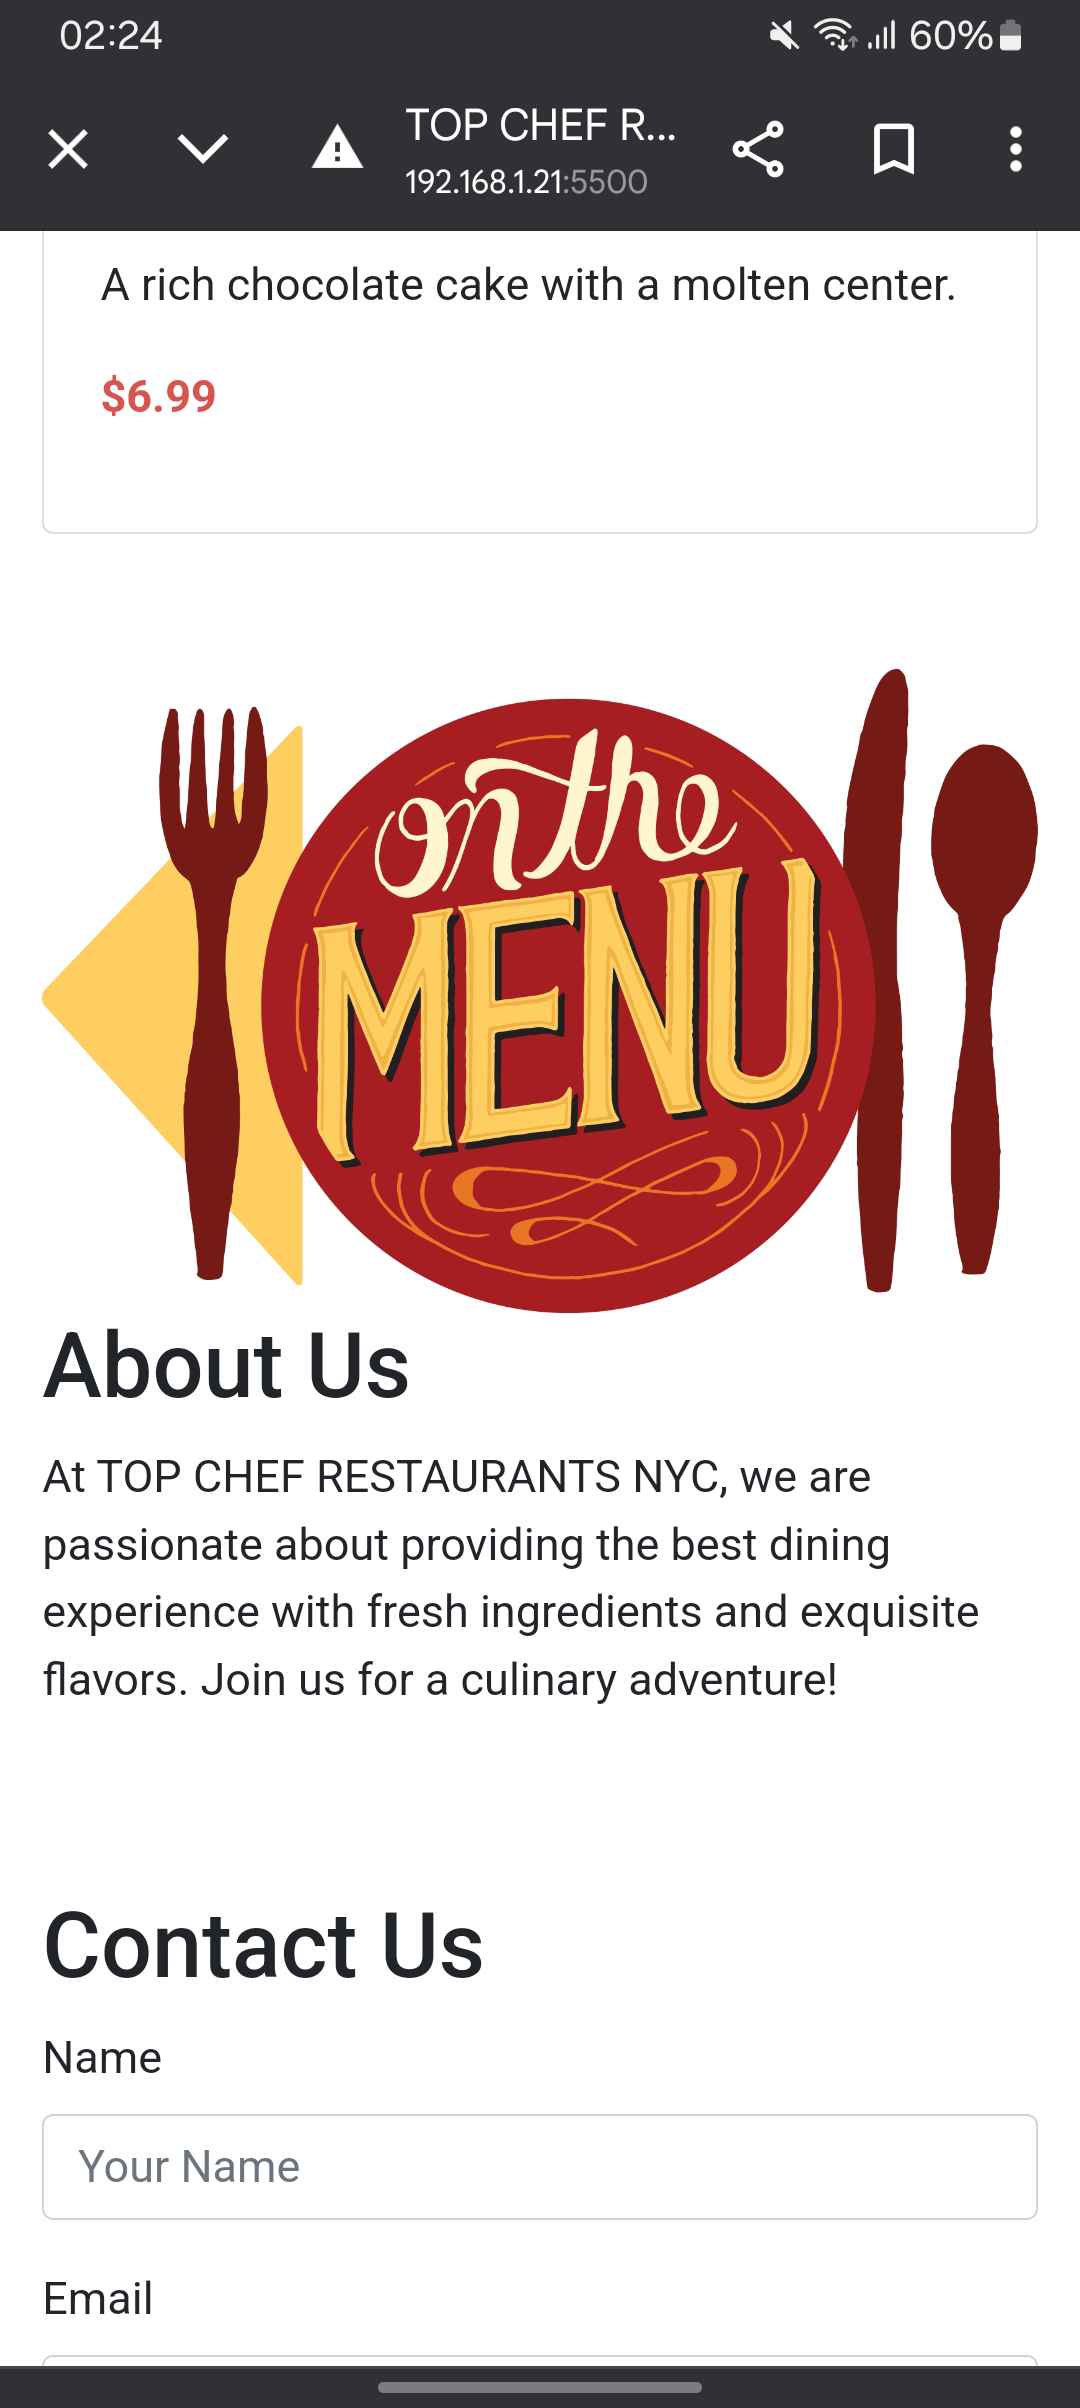 02:24
60%
TOP CHEF R...
192.168.1.21:5500
A rich chocolate cake with a molten center.
$6.99
on the
MENU
About Us
At TOP CHEF RESTAURANTS NYC, we are
passionate about providing the best dining
experience with fresh ingredients and exquisite
flavors. Join us for a culinary adventure!
Contact Us
Name
Your Name
Email